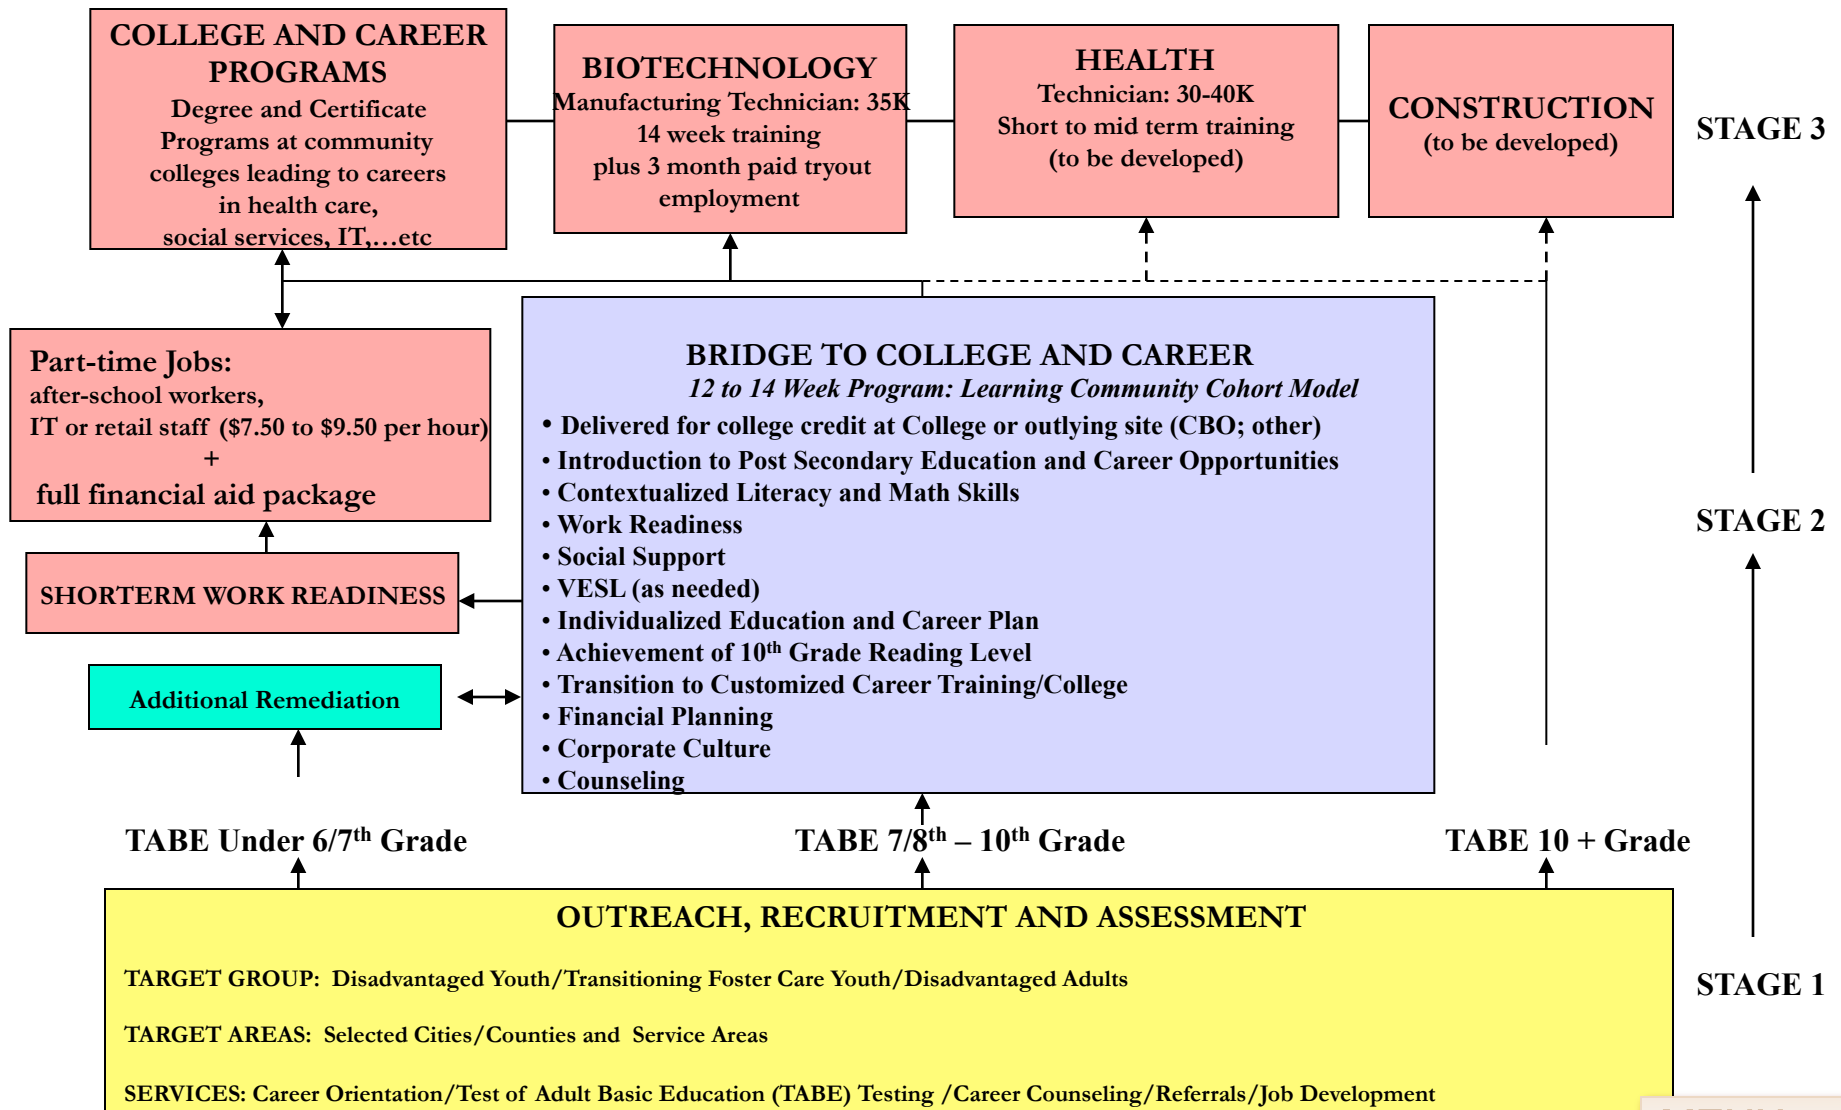 COLLEGE AND CAREER
PROGRAMS
Degree and Certificate
Programs at community
colleges leading to careers
in health care,
social services, IT,…etc
BIOTECHNOLOGY
Manufacturing Technician: 35K
14 week training
plus 3 month paid tryout
employment
HEALTH
Technician: 30-40K
Short to mid term training
(to be developed)
CONSTRUCTION
(to be developed)
STAGE 3
Part-time Jobs:
after-school workers,
IT or retail staff ($7.50 to $9.50 per hour)
+
full financial aid package
SHORTERM WORK READINESS
Additional Remediation
BRIDGE TO COLLEGE AND CAREER
12 to 14 Week Program: Learning Community Cohort Model
• Delivered for college credit at College or outlying site (CBO; other)
• Introduction to Post Secondary Education and Career Opportunities
• Contextualized Literacy and Math Skills
• Work Readiness
• Social Support
• VESL (as needed)
• Individualized Education and Career Plan
• Achievement of 10th Grade Reading Level
• Transition to Customized Career Training/College
• Financial Planning
• Corporate Culture
• Counseling
STAGE 2
TABE Under 6/7th Grade
TABE 7/8th – 10th Grade
TABE 10 + Grade
OUTREACH, RECRUITMENT AND ASSESSMENT
TARGET GROUP: Disadvantaged Youth/Transitioning Foster Care Youth/Disadvantaged Adults
TARGET AREAS: Selected Cities/Counties and Service Areas
SERVICES: Career Orientation/Test of Adult Basic Education (TABE) Testing /Career Counseling/Referrals/Job Development
STAGE 1